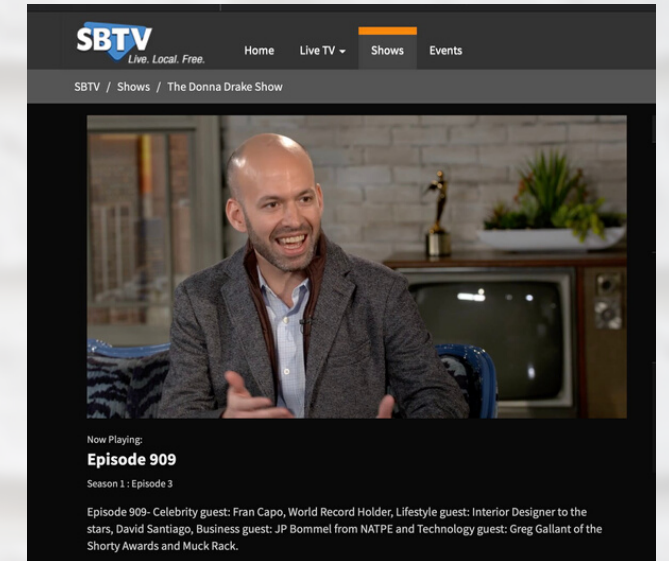 SBTV
Live. Local. Free.
Home Live TV Shows Events
SBTV / Shows / The Donna Drake Show
Now Playing:
Episode 909
Season 1 : Episode 3
Episode 909- Celebrity guest: Fran Capo, World Record Holder, Lifestyle guest: Interior Designer to the
stars, David Santiago, Business guest: JP Bommel from NATPE and Technology guest: Greg Gallant of the
Shorty Awards and Muck Rack.